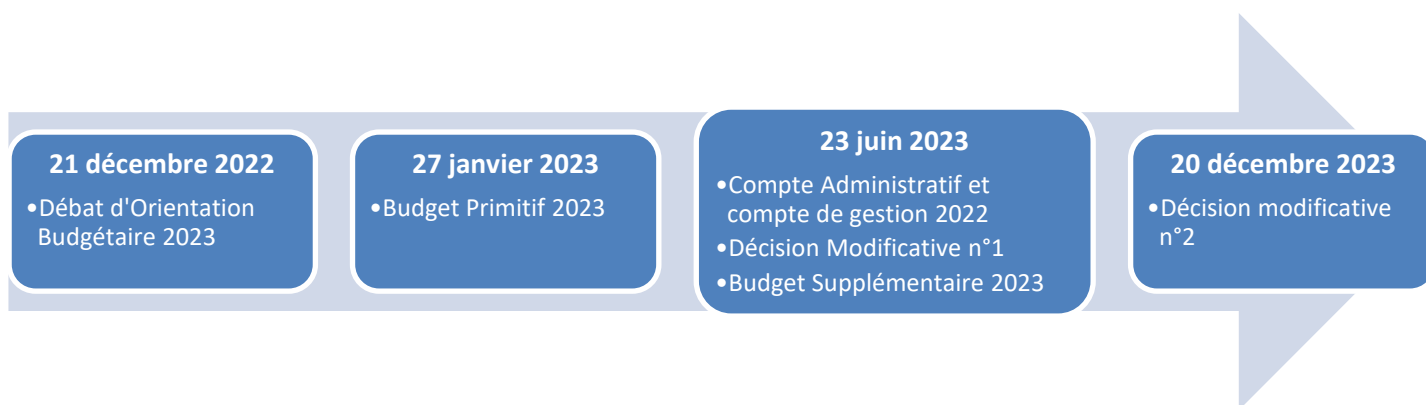 21 décembre 2022
•Débat d'Orientation
Budgétaire 2023
27 janvier 2023
•Budget Primitif 2023
23 juin 2023
•Compte Administratif et
compte de gestion 2022
•Décision Modificative n°1
•Budget Supplémentaire 2023
20 décembre 2023
•Décision modificative
n°2